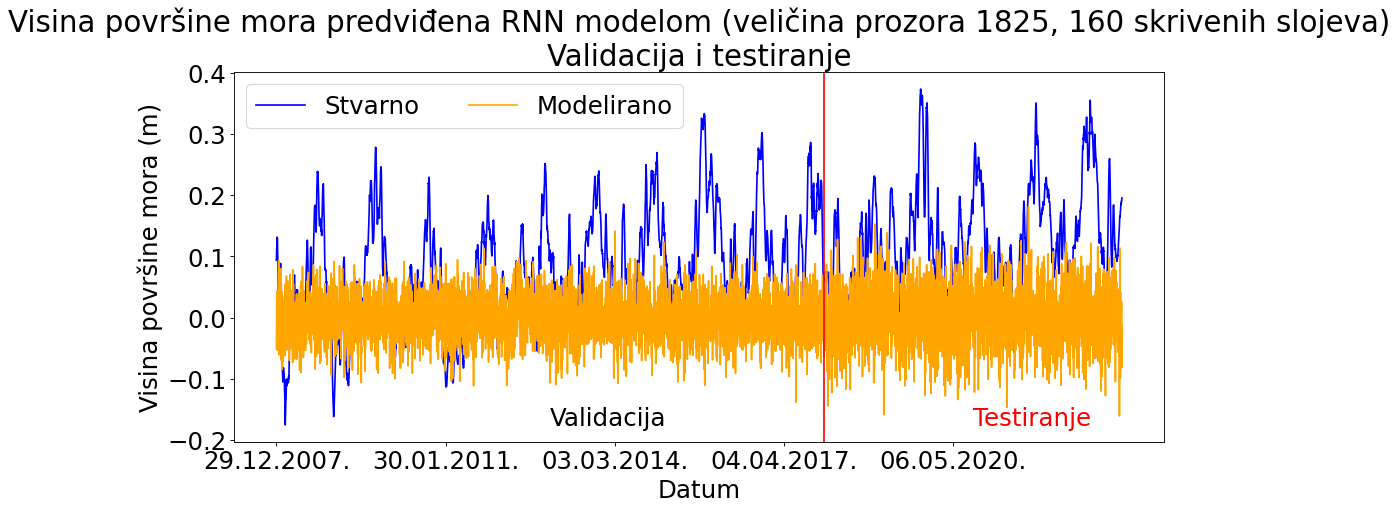 Visina površine mora predviđena RNN modelom (veličina prozora 1825, 160 skrivenih slojeva)
Validacija i testiranje
Visina površine mora (m)
0.4
0.3
0.2
0.1
0.0
−0.1
−0.2
Stvarno
Modelirano
Validacija
Testiranje
29.12.2007.
30.01.2011.
03.03.2014.
04.04.2017.
06.05.2020.
Datum